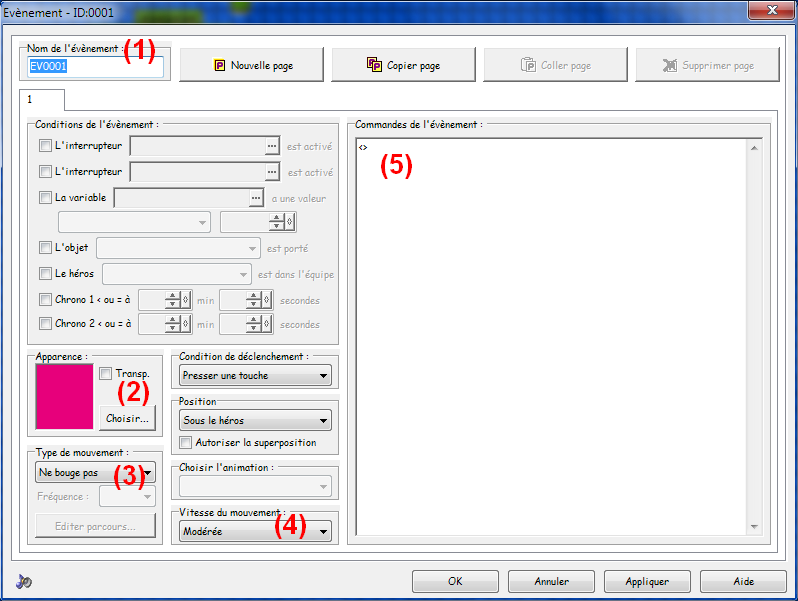 Evènement - ID:0001
Nom de l'évènement :
(1)
EV0001
Nouvelle page
Copier page
Coller page
Supprimer page
1
Conditions de l'évènement :
L'interrupteur ... est activé
L'interrupteur ... est activé
La variable ... a une valeur
L'objet est porté
Le héros est dans l'équipe
Chrono 1 < ou = à min secondes
Chrono 2 < ou = à min secondes
Commandes de l'évènement :
<>
(5)
Apparence :
Transp.
(2)
Choisir...
Condition de déclenchement :
Presser une touche
Position
Sous le héros
Autoriser la superposition
Type de mouvement :
Ne bouge pas
(3)
Fréquence :
Editer parcours...
Choisir l'animation :
Vitesse du mouvement :
(4)
Modérée
OK
Annuler
Appliquer
Aide